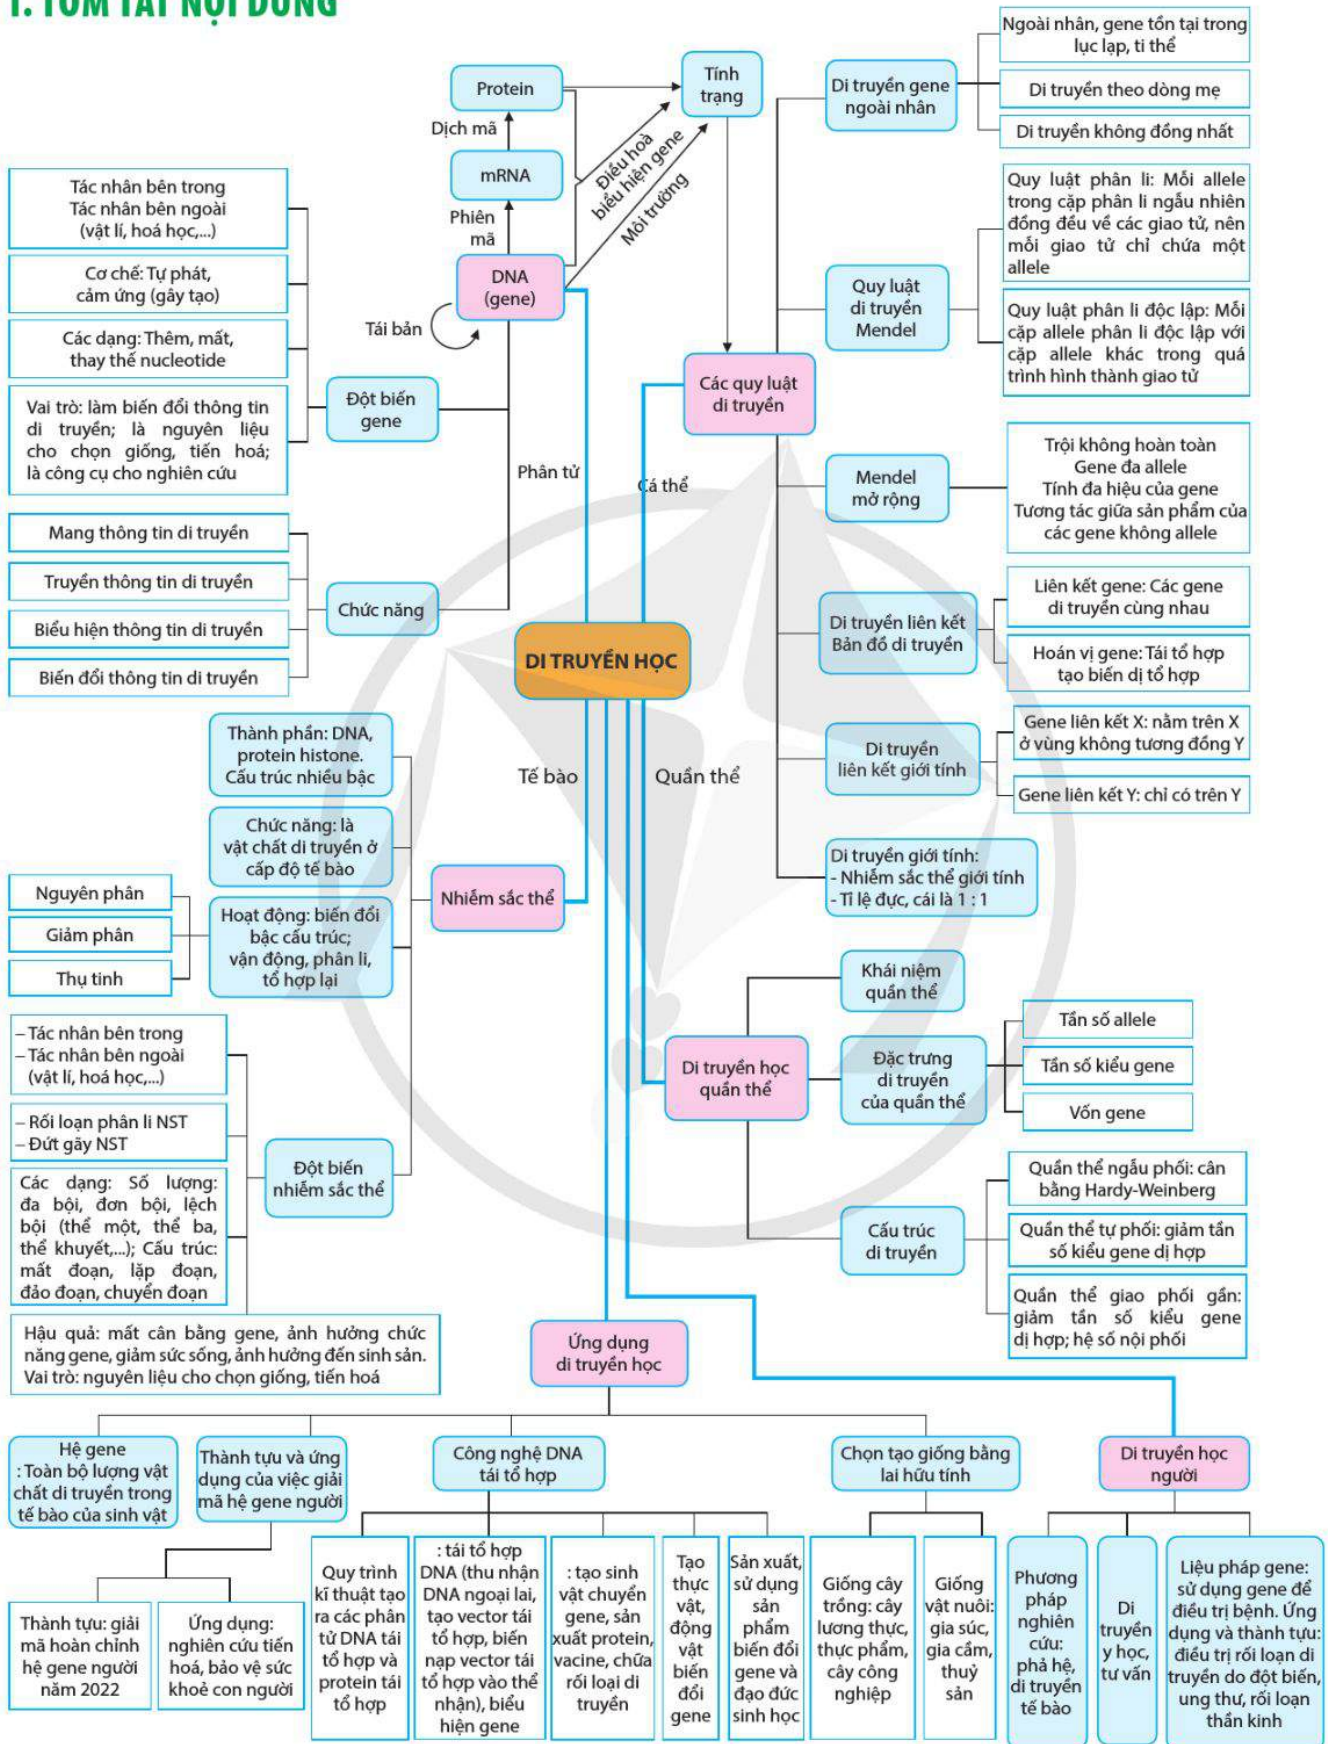 1. TÓM TẮT NỘI DUNG
Protein
Dịch mã
mRNA
Phiên
mã
DNA
(gene)
Tái bản
Tính
trạng
Điều hoà
biểu hiện gene
Môi trường
Tác nhân bên trong
Tác nhân bên ngoài
(vật lí, hoá học,...)
Cơ chế: Tự phát,
cảm ứng (gây tạo)
Các dạng: Thêm, mất,
thay thế nucleotide
Vai trò: làm biến đổi thông tin
di truyền; là nguyên liệu
cho chọn giống, tiến hoá;
là công cụ cho nghiên cứu
Đột biến
gene
Mang thông tin di truyền
Truyền thông tin di truyền
Biểu hiện thông tin di truyền
Biến đổi thông tin di truyền
Chức năng
Phân tử
Cá thể
DI TRUYỀN HỌC
Tế bào
Quần thể
Các quy luật
di truyền
Di truyền gene
ngoài nhân
Ngoài nhân, gene tồn tại trong
lục lạp, ti thể
Di truyền theo dòng mẹ
Di truyền không đồng nhất
Quy luật
di truyền
Mendel
Quy luật phân li: Mỗi allele
trong cặp phân li ngẫu nhiên
đồng đều về các giao tử, nên
mỗi giao tử chỉ chứa một
allele
Quy luật phân li độc lập: Mỗi
cặp allele phân li độc lập với
cặp allele khác trong quá
trình hình thành giao tử
Mendel
mở rộng
Trội không hoàn toàn
Gene đa allele
Tính đa hiệu của gene
Tương tác giữa sản phẩm của
các gene không allele
Di truyền liên kết
Bản đồ di truyền
Liên kết gene: Các gene
di truyền cùng nhau
Hoán vị gene: Tái tổ hợp
tạo biến dị tổ hợp
Di truyền
liên kết giới tính
Gene liên kết X: nằm trên X
ở vùng không tương đồng Y
Gene liên kết Y: chỉ có trên Y
Di truyền giới tính:
- Nhiễm sắc thể giới tính
- Tỉ lệ đực, cái là 1 : 1
Thành phần: DNA,
protein histone.
Cấu trúc nhiều bậc
Chức năng: là
vật chất di truyền ở
cấp độ tế bào
Nhiễm sắc thể
Hoạt động: biến đổi
bậc cấu trúc;
vận động, phân li,
tổ hợp lại
Nguyên phân
Giảm phân
Thụ tinh
– Tác nhân bên trong
– Tác nhân bên ngoài
(vật lí, hoá học,...)
– Rối loạn phân li NST
– Đứt gãy NST
Đột biến
nhiễm sắc thể
Các dạng: Số lượng:
đa bội, đơn bội, lệch
bội (thể một, thể ba,
thể khuyết,...); Cấu trúc:
mất đoạn, lặp đoạn,
đảo đoạn, chuyển đoạn
Hậu quả: mất cân bằng gene, ảnh hưởng chức
năng gene, giảm sức sống, ảnh hưởng đến sinh sản.
Vai trò: nguyên liệu cho chọn giống, tiến hoá
Di truyền học
quần thể
Khái niệm
quần thể
Đặc trưng
di truyền
của quần thể
Tần số allele
Tần số kiểu gene
Vốn gene
Cấu trúc
di truyền
Quần thể ngẫu phối: cân
bằng Hardy-Weinberg
Quần thể tự phối: giảm tần
số kiểu gene dị hợp
Quần thể giao phối gần:
giảm tần số kiểu gene
dị hợp; hệ số nội phối
Ứng dụng
di truyền học
Hệ gene
: Toàn bộ lượng vật
chất di truyền trong
tế bào của sinh vật
Thành tựu và ứng
dụng của việc giải
mã hệ gene người
Thành tựu: giải
mã hoàn chỉnh
hệ gene người
năm 2022
Ứng dụng:
nghiên cứu tiến
hoá, bảo vệ sức
khoẻ con người
Công nghệ DNA
tái tổ hợp
Quy trình
kĩ thuật tạo
ra các phân
tử DNA tái
tổ hợp và
protein tái
tổ hợp
: tái tổ hợp
DNA (thu nhận
DNA ngoại lai,
tạo vector tái
tổ hợp, biến
nạp vector tái
tổ hợp vào thể
nhận), biểu
hiện gene
: tạo sinh
vật chuyển
gene, sản
xuất protein,
vacine, chữa
rối loại di
truyền
Tạo
thực
vật,
động
vật
biến
đổi
gene
Sản xuất,
sử dụng
sản
phẩm
biến đổi
gene và
đạo đức
sinh học
Chọn tạo giống bằng
lai hữu tính
Giống cây
trồng: cây
lương thực,
thực phẩm,
cây công
nghiệp
Giống
vật nuôi:
gia súc,
gia cầm,
thuỷ
sản
Di truyền học
người
Phương
pháp
nghiên
cứu:
phả hệ,
di truyền
tế bào
Di
truyền
y học,
tư vấn
Liệu pháp gene:
sử dụng gene để
điều trị bệnh. Ứng
dụng và thành tựu:
điều trị rối loạn di
truyền do đột biến,
ung thư, rối loạn
thần kinh